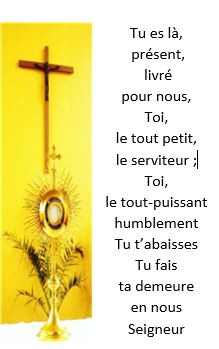 Tu es là,
présent,
livré
pour nous,
Toi,
le tout petit,
le serviteur ;
Toi,
le tout-puissant
humblement
Tu t’abaisses
Tu fais
ta demeure
en nous
Seigneur